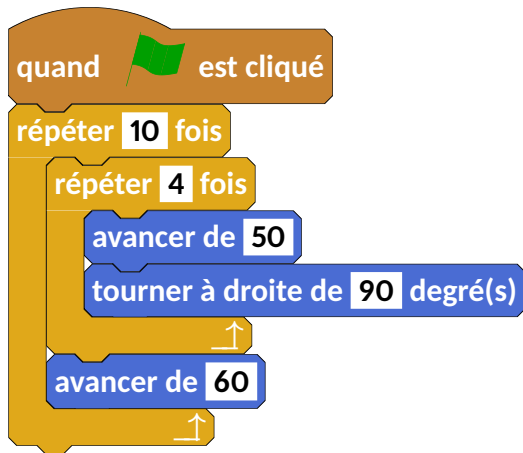 quand est cliqué
répéter 10 fois
répéter 4 fois
avancer de 50
tourner à droite de 90 degré(s)
avancer de 60